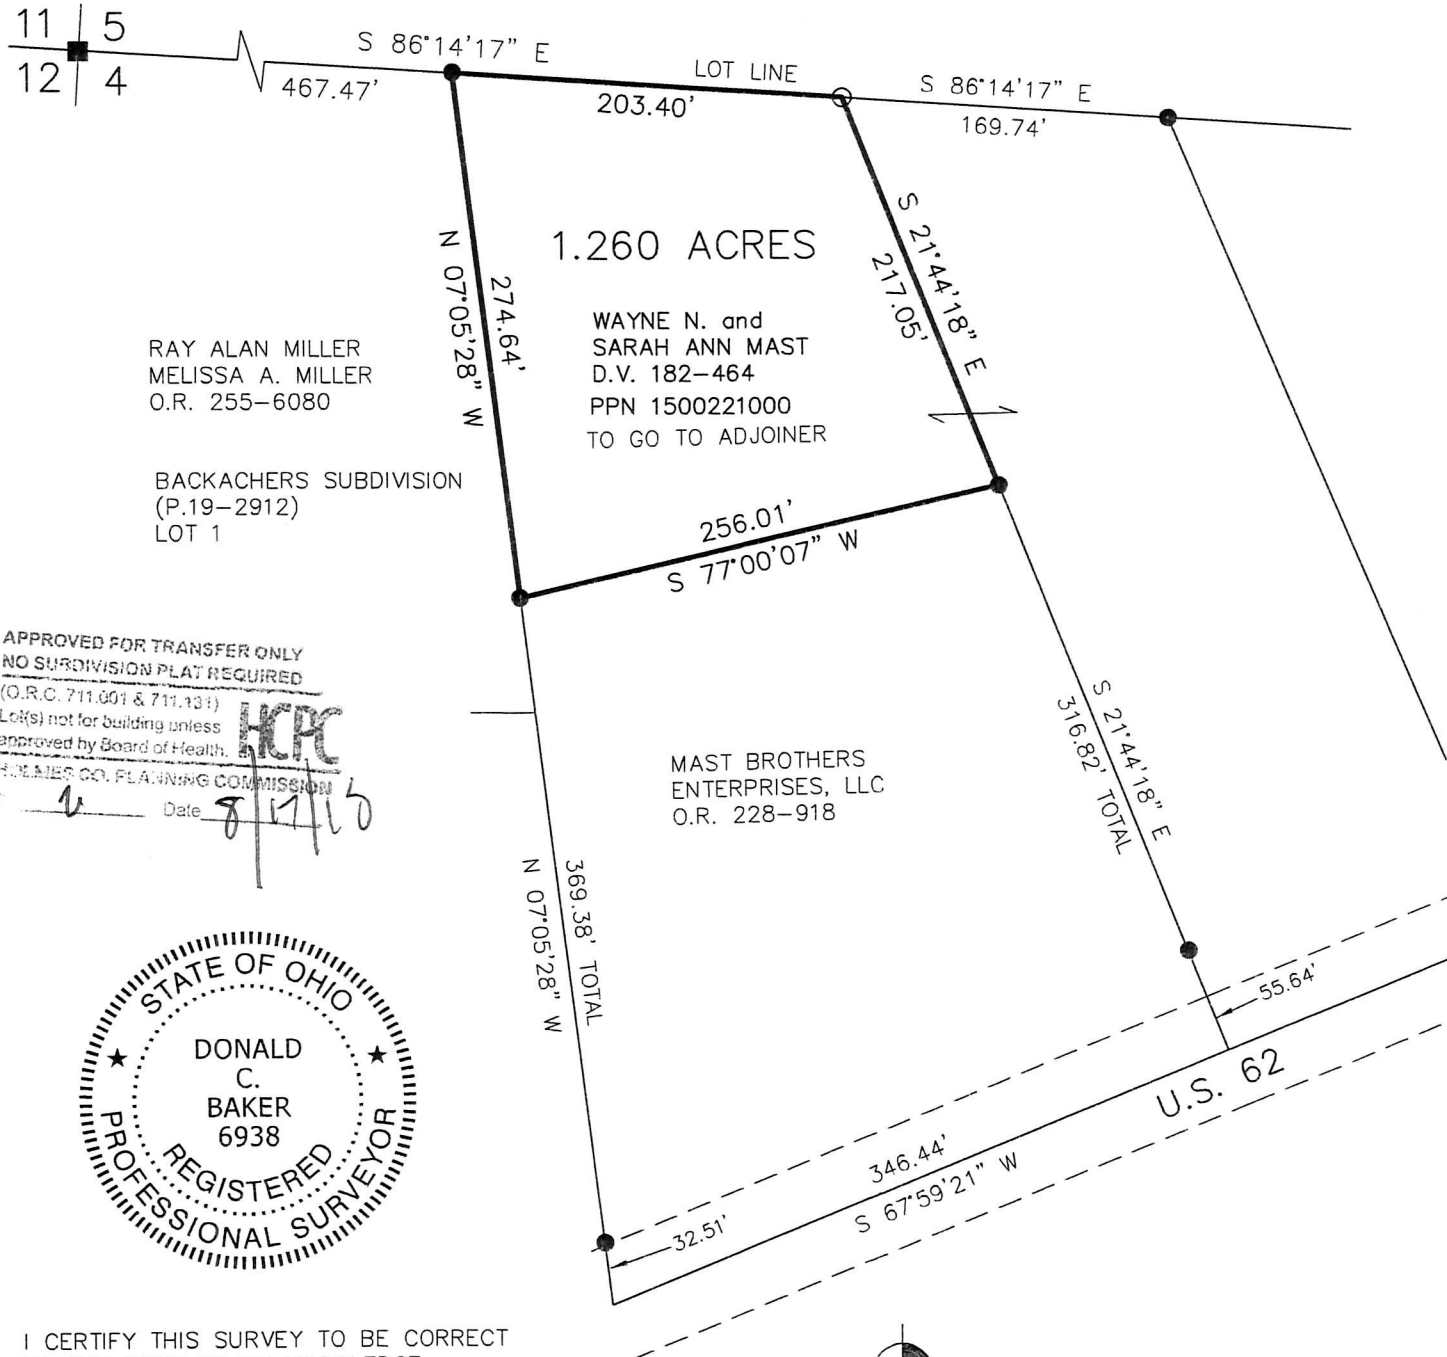 11 5
12 4
S 86°14'17" E
467.47'
LOT LINE
203.40'
S 86°14'17" E
169.74'
1.260 ACRES
N 07°05'28" W
274.64'
S 21°44'18" E
217.05'
WAYNE N. and
SARAH ANN MAST
D.V. 182-464
PPN 1500221000
TO GO TO ADJOINER
RAY ALAN MILLER
MELISSA A. MILLER
O.R. 255-6080
BACKACHERS SUBDIVISION
(P.19-2912)
LOT 1
256.01'
S 77°00'07" W
APPROVED FOR TRANSFER ONLY
NO SUBDIVISION PLAT REQUIRED
(O.R.C. 711.001 & 711.131)
Lot(s) not for building unless
approved by Board of Health.
HCPC
HOLMES CO. PLANNING COMMISSION
Date 8/17/15
MAST BROTHERS
ENTERPRISES, LLC
O.R. 228-918
S 21°44'18" E
316.82' TOTAL
369.38' TOTAL
N 07°05'28" W
STATE OF OHIO
DONALD
C.
BAKER
6938
REGISTERED
PROFESSIONAL SURVEYOR
55.64'
U.S. 62
346.44'
S 67°59'21" W
32.51'
I CERTIFY THIS SURVEY TO BE CORRECT